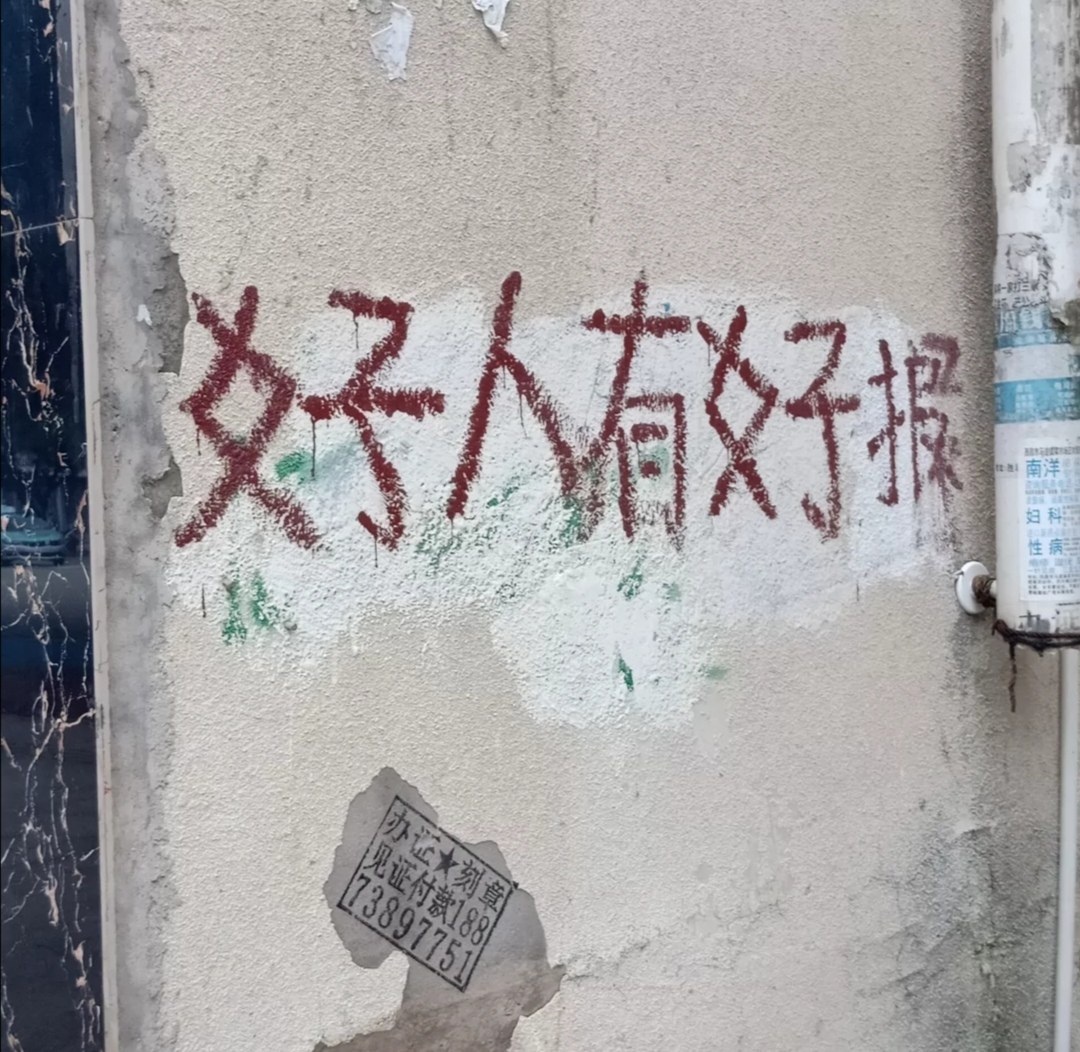 好人有好报
办证★刻章
见证付款188
73897751
南洋
妇科
性病